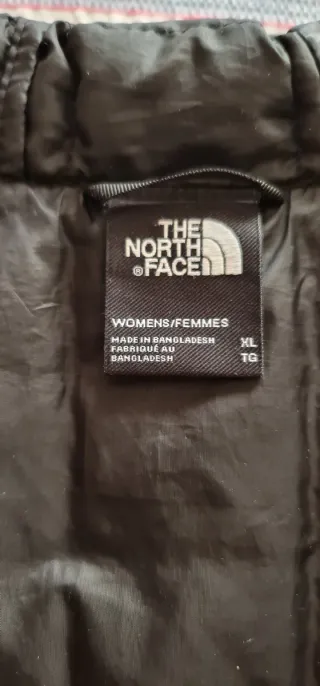 THE
NORTH
® FACE
WOMENS/FEMMES
MADE IN BANGLADESH XL
FABRIQUÉ AU TG
BANGLADESH